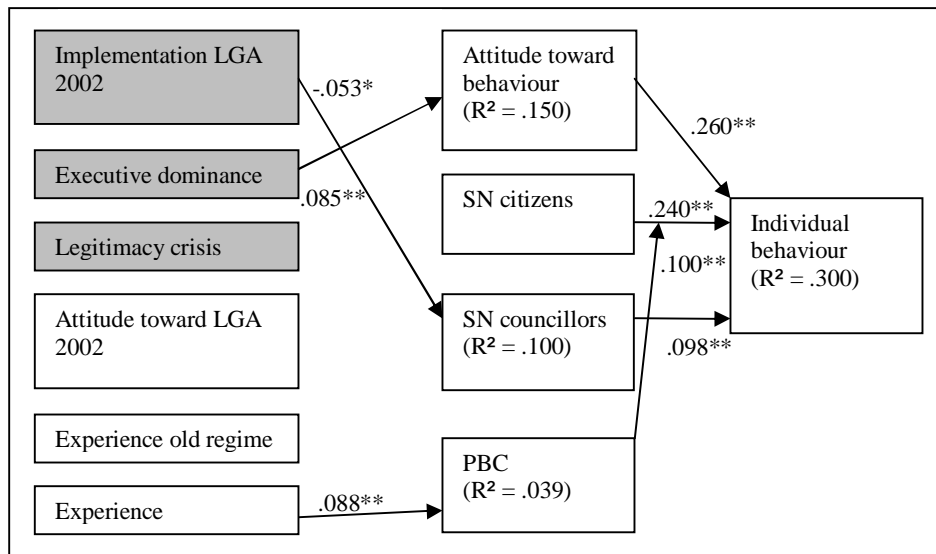 Implementation LGA
2002
Executive dominance
Legitimacy crisis
Attitude toward LGA
2002
Experience old regime
Experience
-.053*
.085**
.088**
Attitude toward
behaviour
(R² = .150)
SN citizens
SN councillors
(R² = .100)
PBC
(R² = .039)
.260**
.240**
.100**
.098**
Individual
behaviour
(R² = .300)